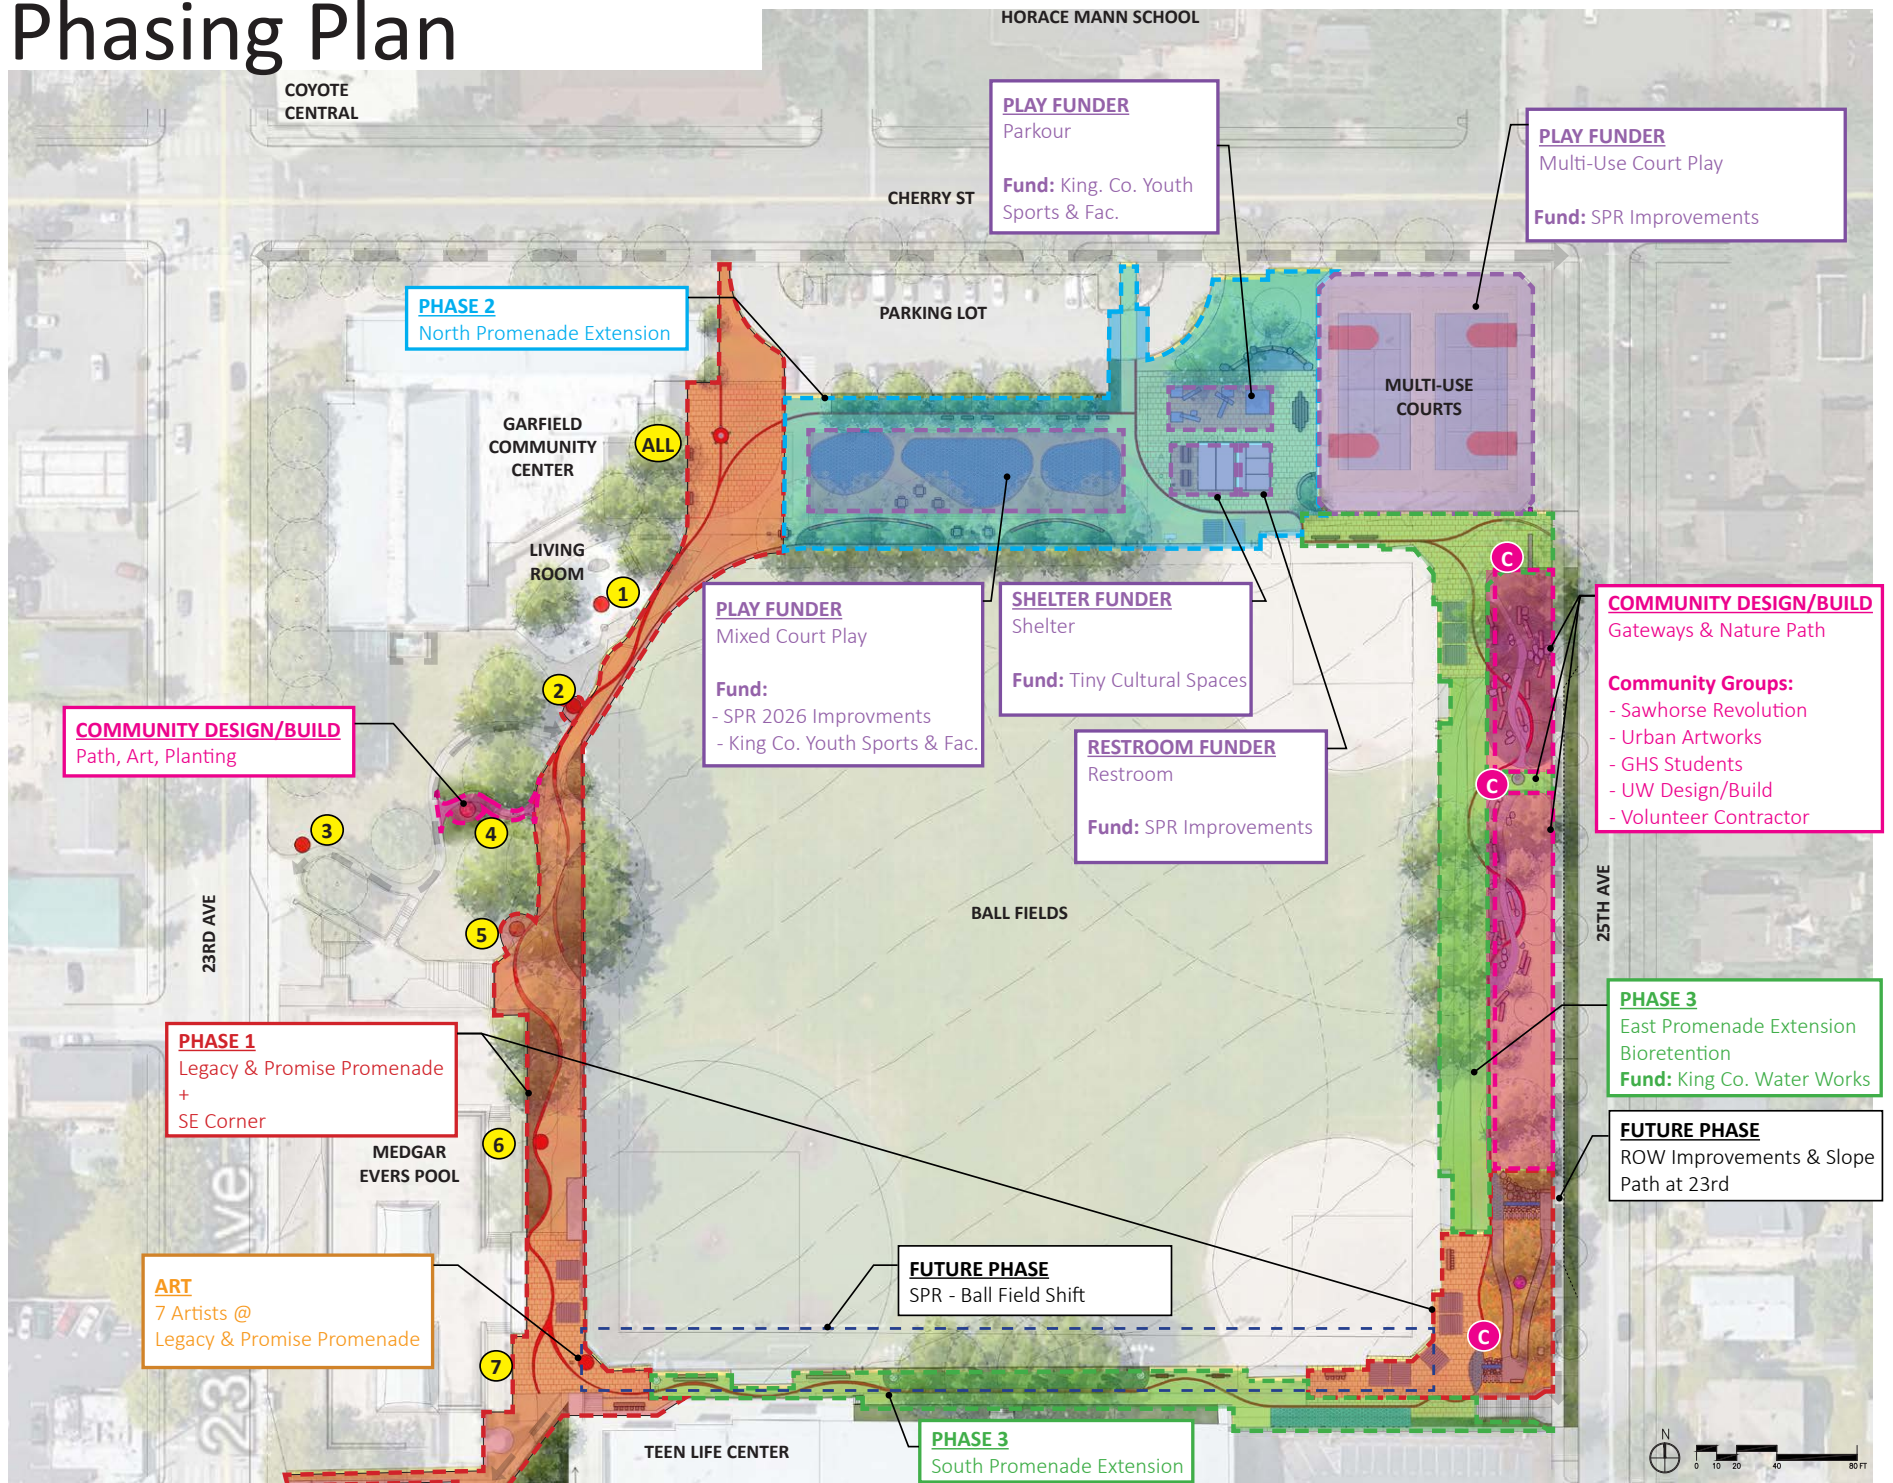 Phasing Plan
HORACE MANN SCHOOL
COYOTE
CENTRAL
PLAY FUNDER
Parkour
Fund: King. Co. Youth
Sports & Fac.
PLAY FUNDER
Multi-Use Court Play
Fund: SPR Improvements
CHERRY ST
PHASE 2
North Promenade Extension
PARKING LOT
MULTI-USE
COURTS
GARFIELD
COMMUNITY
CENTER
ALL
LIVING
ROOM
1
C
PLAY FUNDER
Mixed Court Play
Fund:
- SPR 2026 Improvments
- King Co. Youth Sports & Fac.
SHELTER FUNDER
Shelter
Fund: Tiny Cultural Spaces
COMMUNITY DESIGN/BUILD
Gateways & Nature Path
Community Groups:
- Sawhorse Revolution
- Urban Artworks
- GHS Students
- UW Design/Build
- Volunteer Contractor
2
COMMUNITY DESIGN/BUILD
Path, Art, Planting
RESTROOM FUNDER
Restroom
Fund: SPR Improvements
C
3
4
23RD AVE
5
BALL FIELDS
25TH AVE
PHASE 3
East Promenade Extension
Bioretention
Fund: King Co. Water Works
PHASE 1
Legacy & Promise Promenade
+
SE Corner
6
MEDGAR
EVERS POOL
FUTURE PHASE
ROW Improvements & Slope
Path at 23rd
23 Ave
ART
7 Artists @
Legacy & Promise Promenade
FUTURE PHASE
SPR - Ball Field Shift
C
7
TEEN LIFE CENTER
PHASE 3
South Promenade Extension
N
0 10 20 40 80 FT